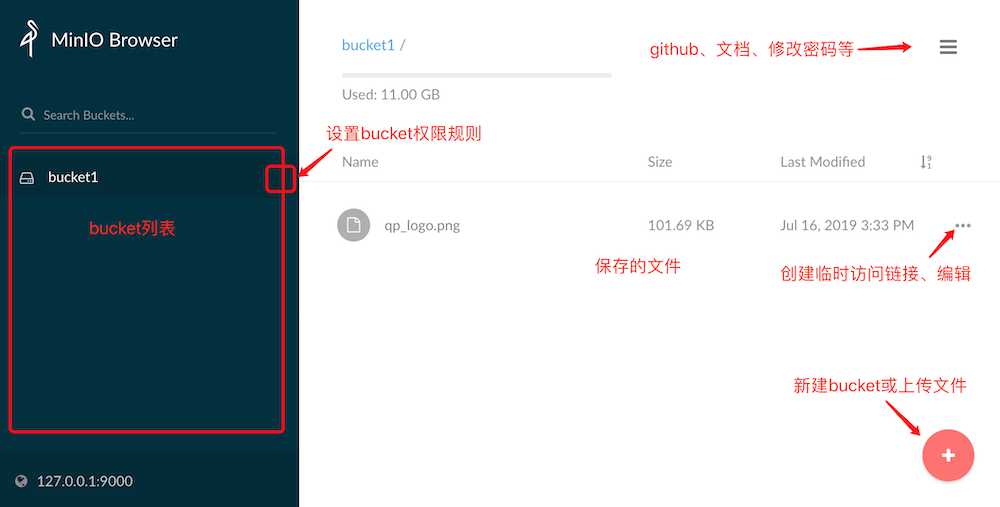 MinIO Browser
Search Buckets...
bucket1
bucket列表
127.0.0.1:9000
bucket1 /
github、文档、修改密码等
Used: 11.00 GB
设置bucket权限规则
Name Size Last Modified
qp_logo.png 101.69 KB Jul 16, 2019 3:33 PM
保存的文件
创建临时访问链接、编辑
新建bucket或上传文件